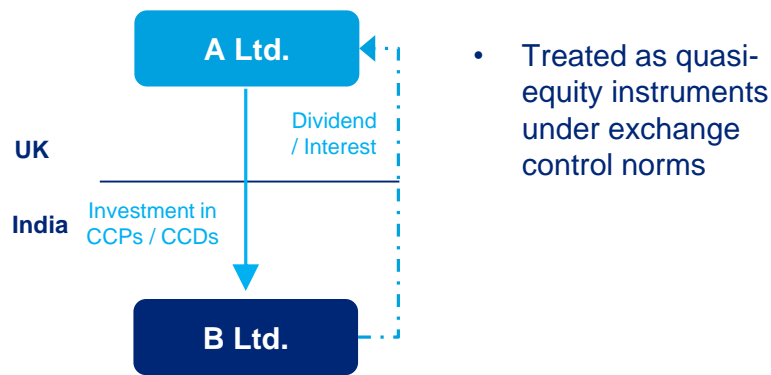 A Ltd.
Dividend
/ Interest
UK
India
Investment in
CCPs / CCDs
B Ltd.
• Treated as quasi-
equity instruments
under exchange
control norms